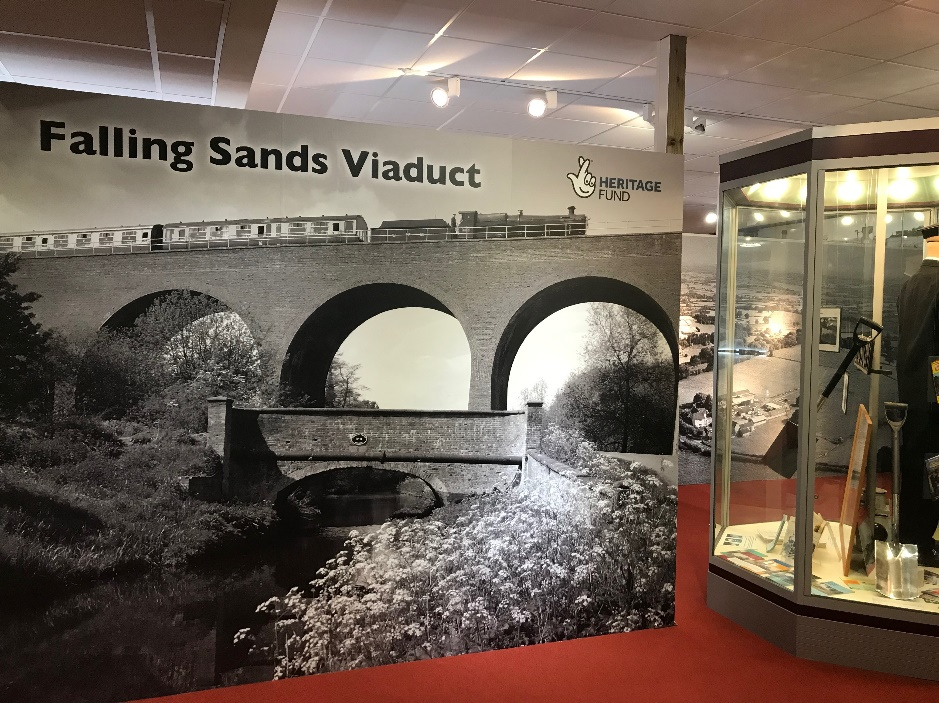 Falling Sands Viaduct
HERITAGE
FUND